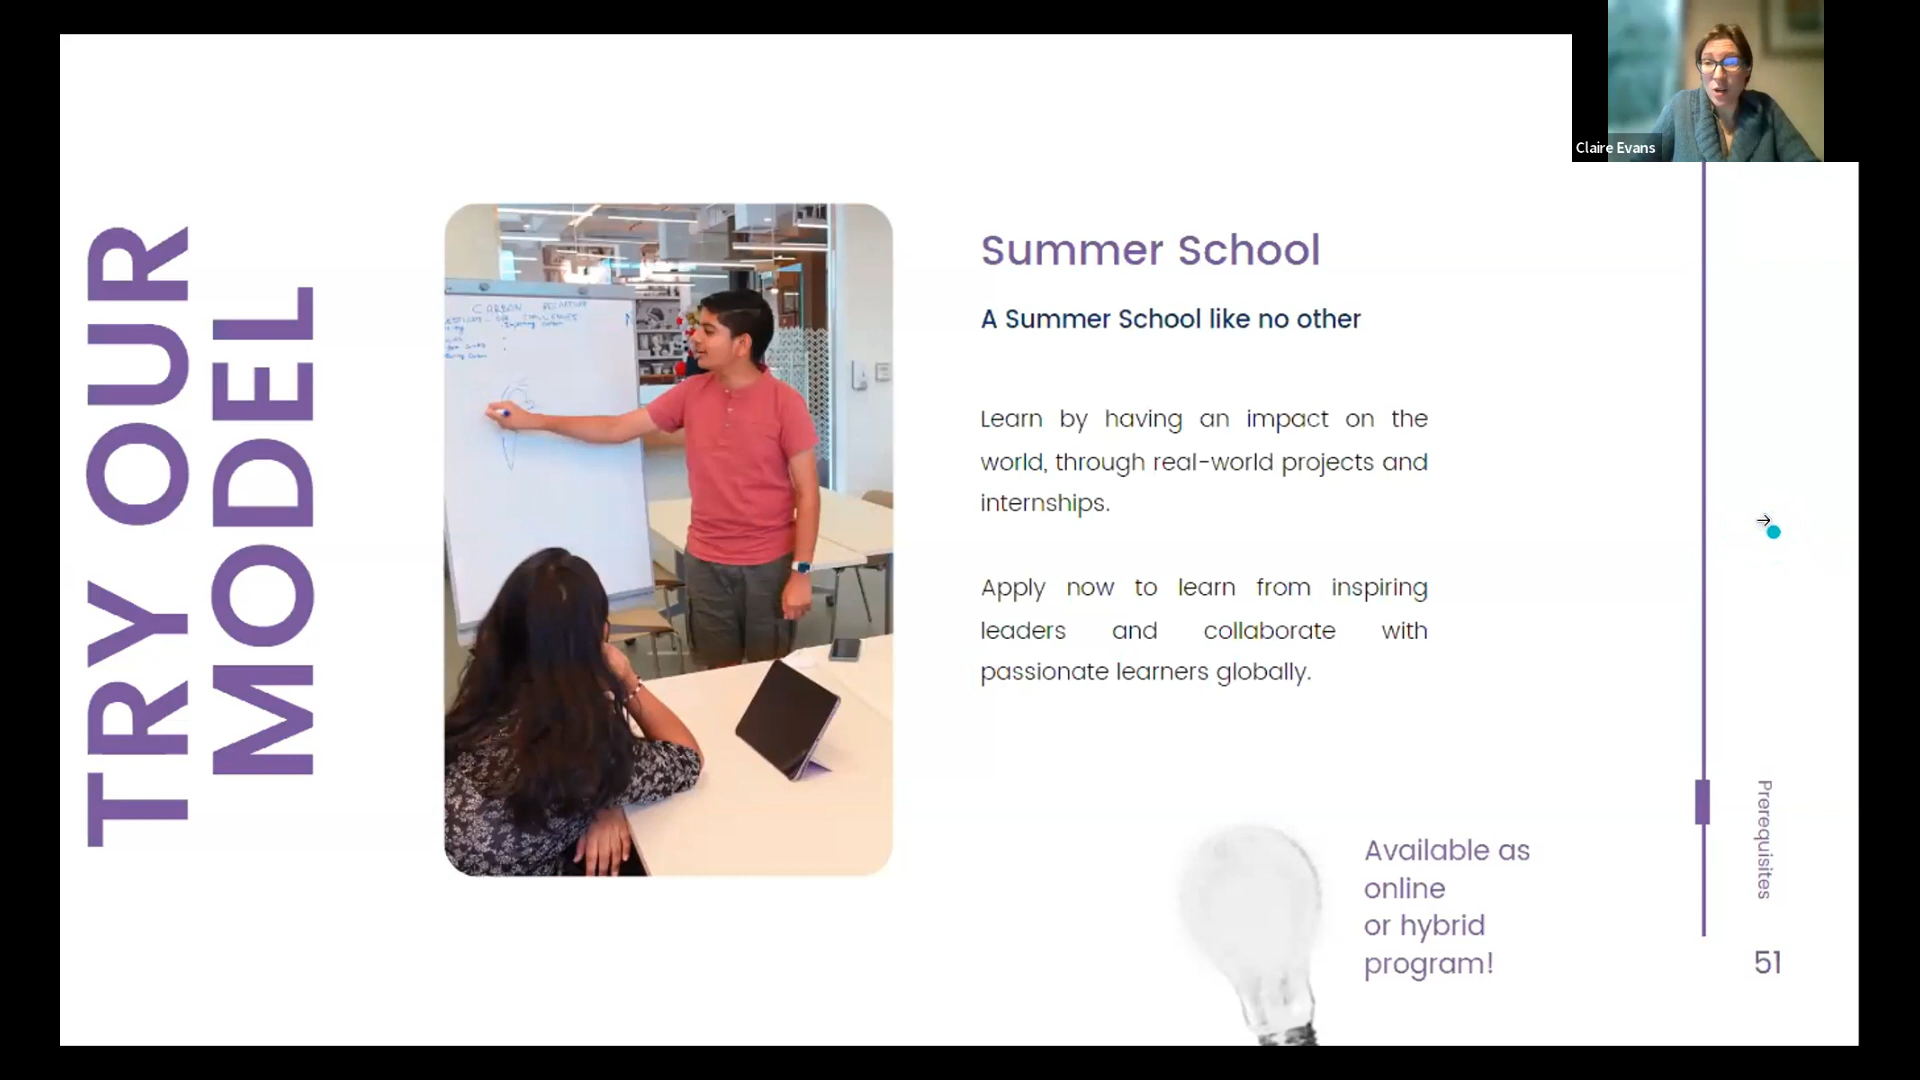 Claire Evans
TRY OUR
MODEL
CARBON RECAPTURE
Summer School
A Summer School like no other
Learn by having an impact on the
world, through real-world projects and
internships.
Apply now to learn from inspiring
leaders and collaborate with
passionate learners globally.
Available as
online
or hybrid
program!
Prerequisites
51